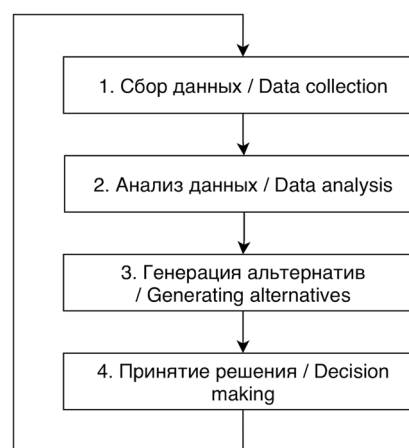 1. Сбор данных / Data collection
2. Анализ данных / Data analysis
3. Генерация альтернатив
/ Generating alternatives
4. Принятие решения / Decision
making